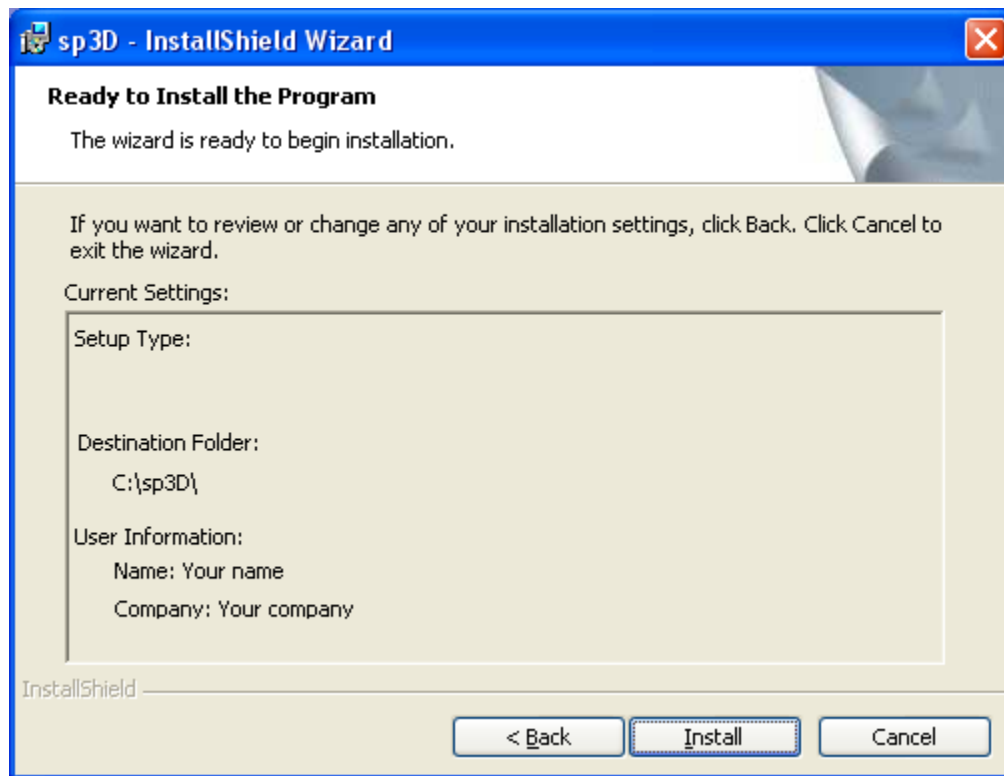 sp3D - InstallShield Wizard
Ready to Install the Program
The wizard is ready to begin installation.
If you want to review or change any of your installation settings, click Back. Click Cancel to
exit the wizard.
Current Settings:
Setup Type:
Destination Folder:
C:\sp3D\
User Information:
Name: Your name
Company: Your company
InstallShield
< Back
Install
Cancel